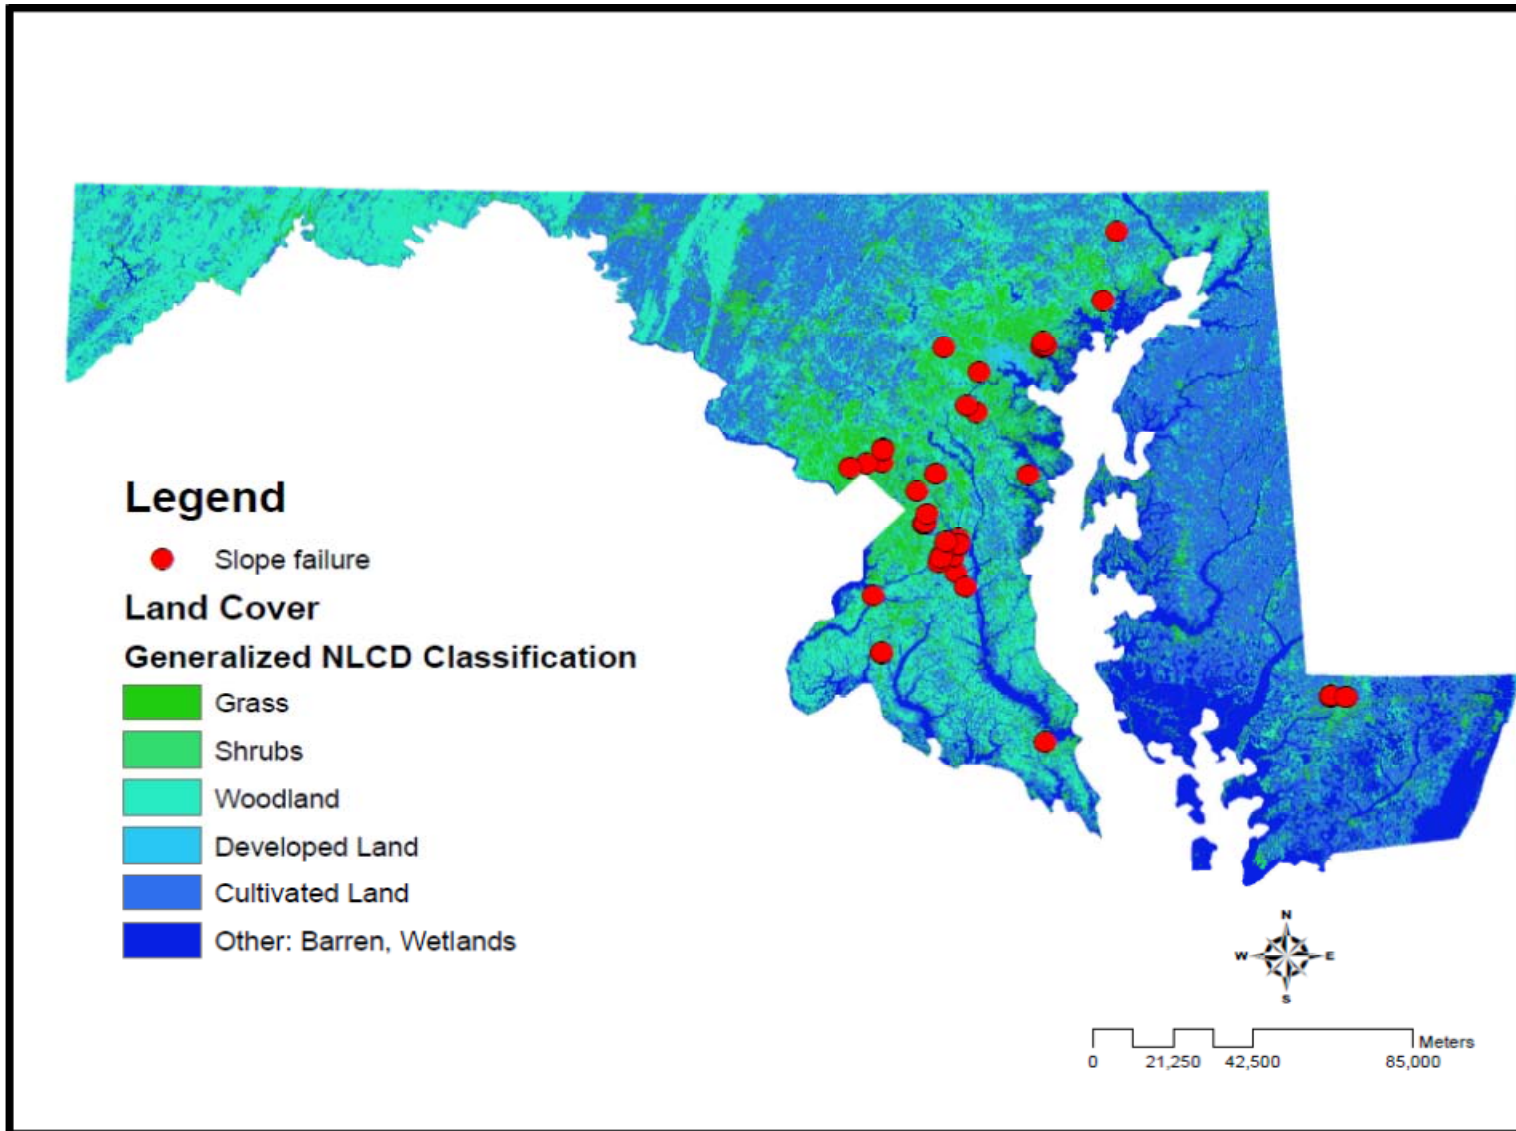 Legend
Slope failure
Land Cover
Generalized NLCD Classification
Grass
Shrubs
Woodland
Developed Land
Cultivated Land
Other: Barren, Wetlands
N
W E
S
Meters
0 21,250 42,500 85,000